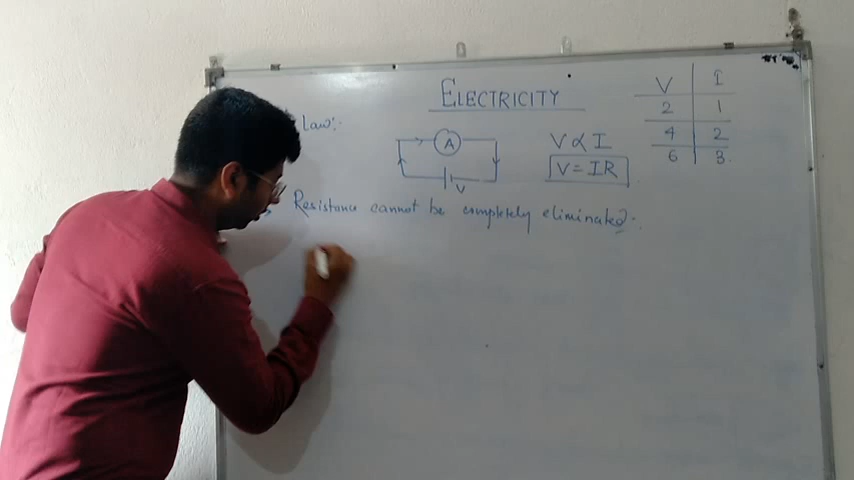 ELECTRICITY
Law:-
A
V
V ∝ I
V = IR
V I
2 1
4 2
6 3.
Resistance cannot be completely eliminated:-